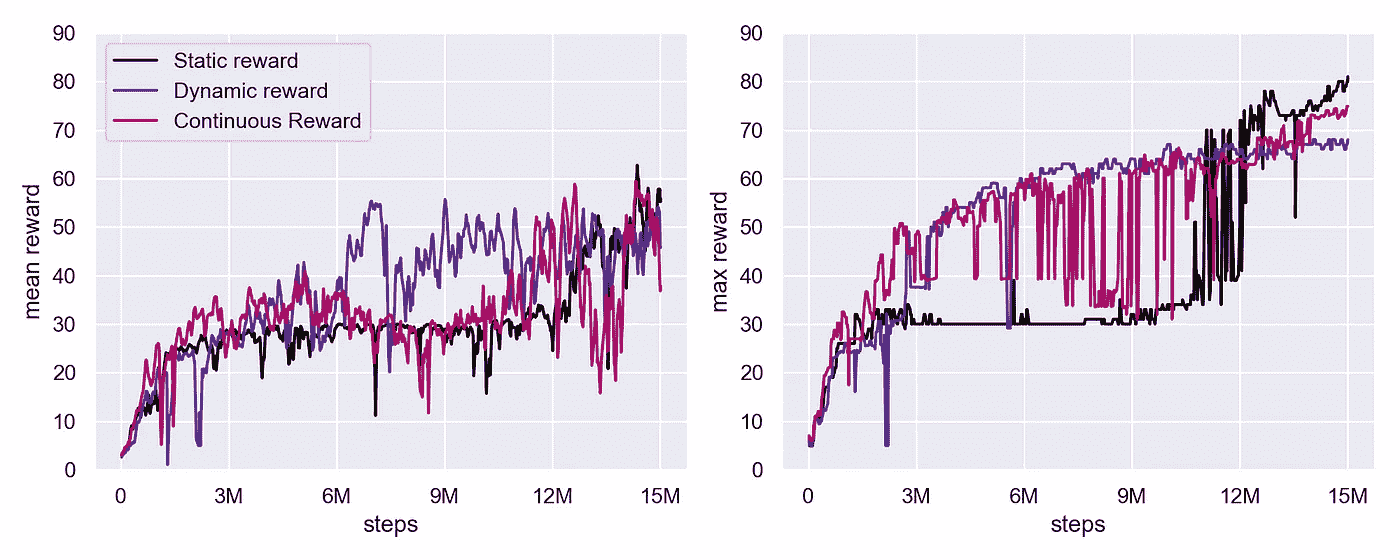 90
80
70
60
50
40
30
20
10
0
mean reward
Static reward
Dynamic reward
Continuous Reward
0 3M 6M 9M 12M 15M
steps
90
80
70
60
50
40
30
20
10
0
max reward
0 3M 6M 9M 12M 15M
steps